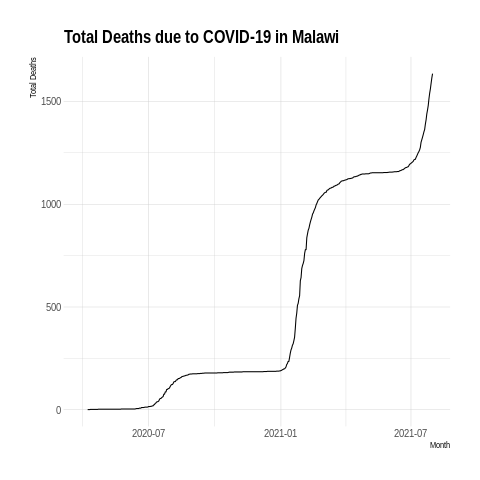 Total Deaths due to COVID-19 in Malawi
Total Deaths
1500
1000
500
0
2020-07
2021-01
2021-07
Month